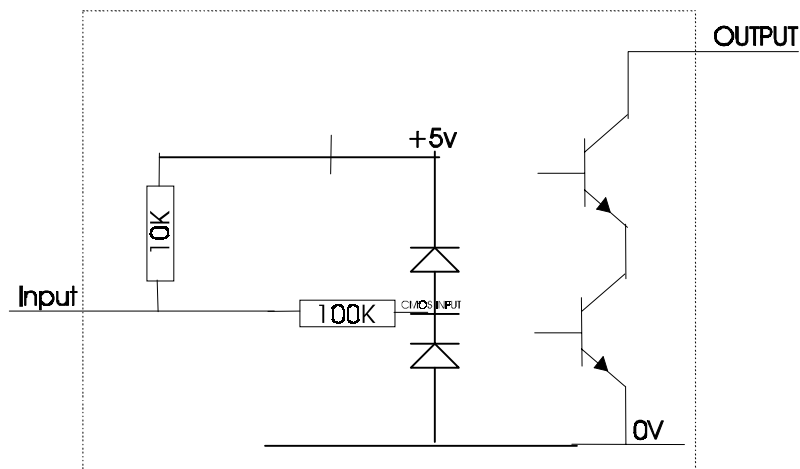 OUTPUT
+5v
10K
Input
CMOS INPUT
100K
0V